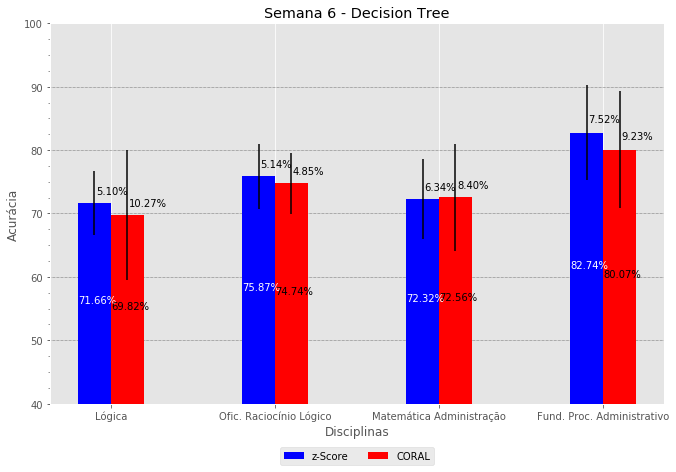 Semana 6 - Decision Tree
Acurácia
100
90
80
70
60
50
40
5.10%
10.27%
71.66%
69.82%
5.14%
4.85%
75.87%
74.74%
6.34%
8.40%
72.32%
72.56%
7.52%
9.23%
82.74%
80.07%
Lógica
Ofic. Raciocínio Lógico
Matemática Administração
Fund. Proc. Administrativo
Disciplinas
z-Score
CORAL